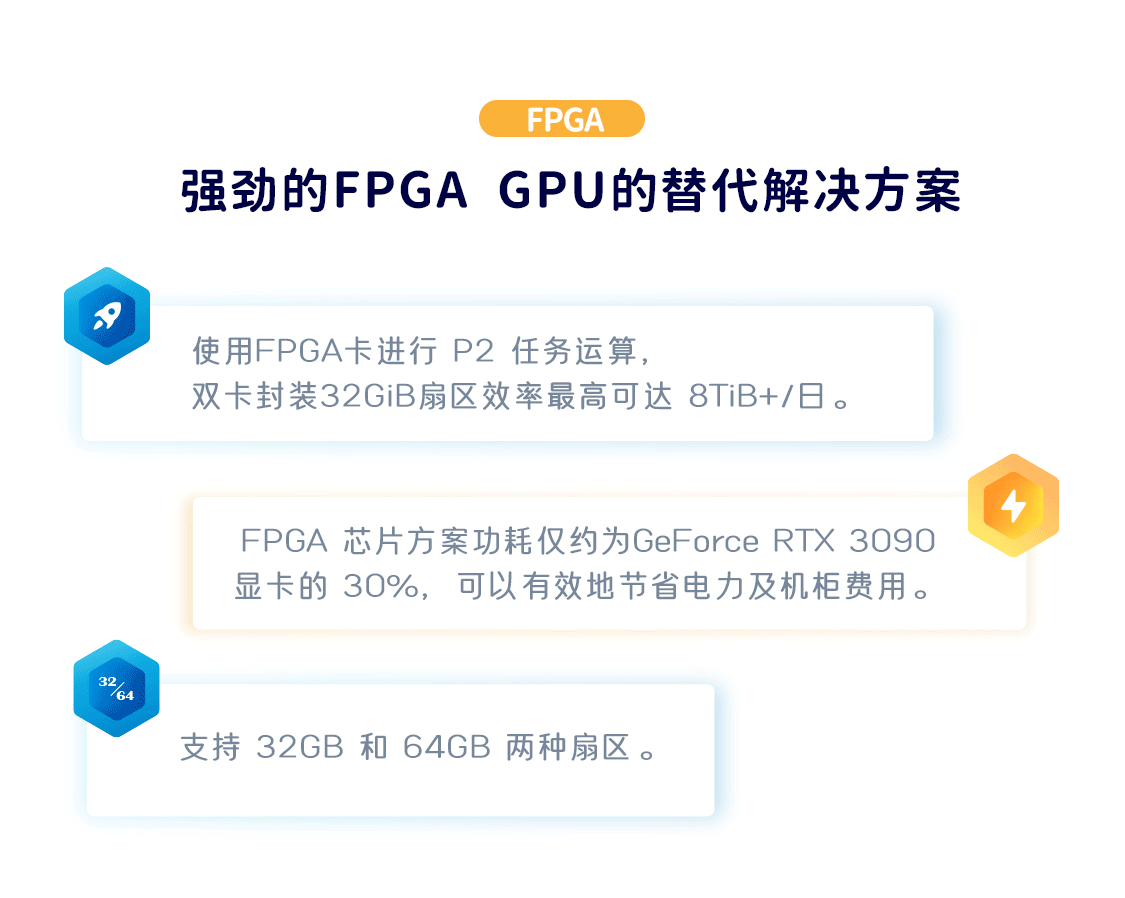 FPGA
强劲的FPGA GPU的替代解决方案
使用FPGA卡进行 P2 任务运算，
双卡封装32GiB扇区效率最高可达 8TiB+/日。
FPGA 芯片方案功耗仅约为GeForce RTX 3090
显卡的 30%， 可以有效地节省电力及机柜费用。
32/64
支持 32GB 和 64GB 两种扇区。